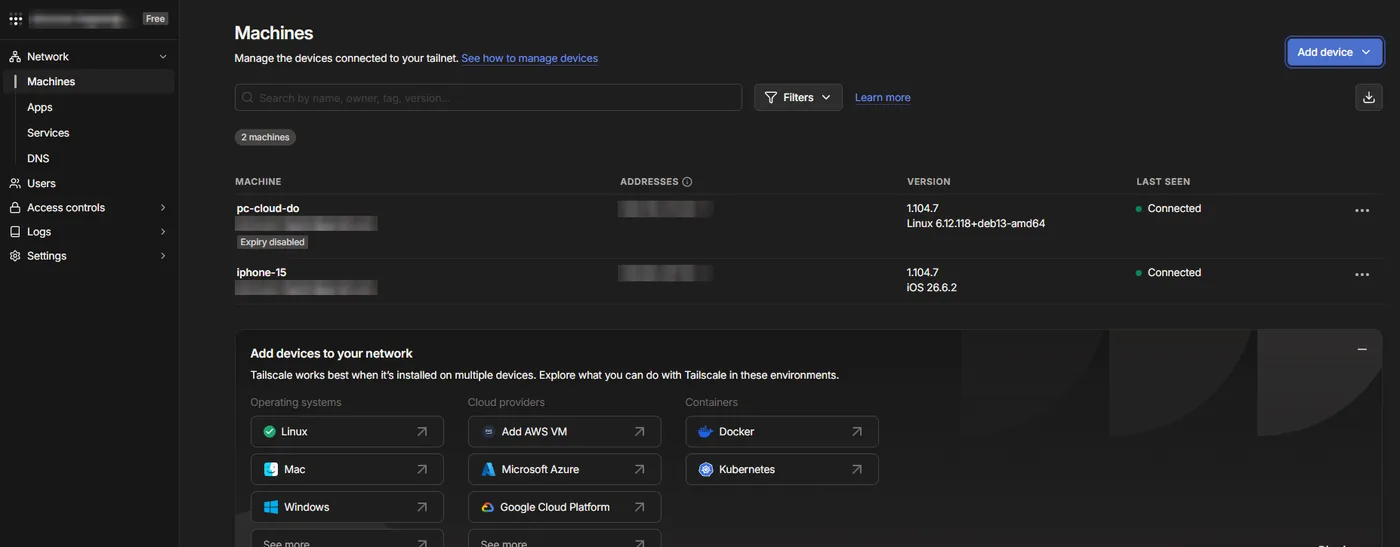 Free
Network
Machines
Apps
Services
DNS
Users
Access controls
Logs
Settings
Machines
Manage the devices connected to your tailnet. See how to manage devices
Add device
Search by name, owner, tag, version...
Filters
Learn more
2 machines
MACHINE ADDRESSES VERSION LAST SEEN
pc-cloud-do 1.104.7 Connected
Linux 6.12.118+deb13-amd64
Expiry disabled
iphone-15 1.104.7 Connected
iOS 26.6.2
Add devices to your network
Tailscale works best when it's installed on multiple devices. Explore what you can do with Tailscale in these environments.
Operating systems Cloud providers Containers
Linux Add AWS VM Docker
Mac Microsoft Azure Kubernetes
Windows Google Cloud Platform
See more See more